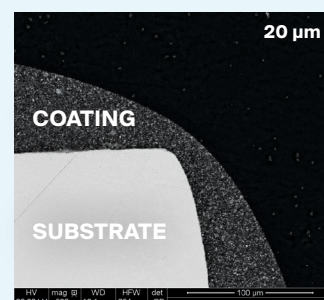 20 µm
COATING
SUBSTRATE
HV mag WD HFW det
100 µm